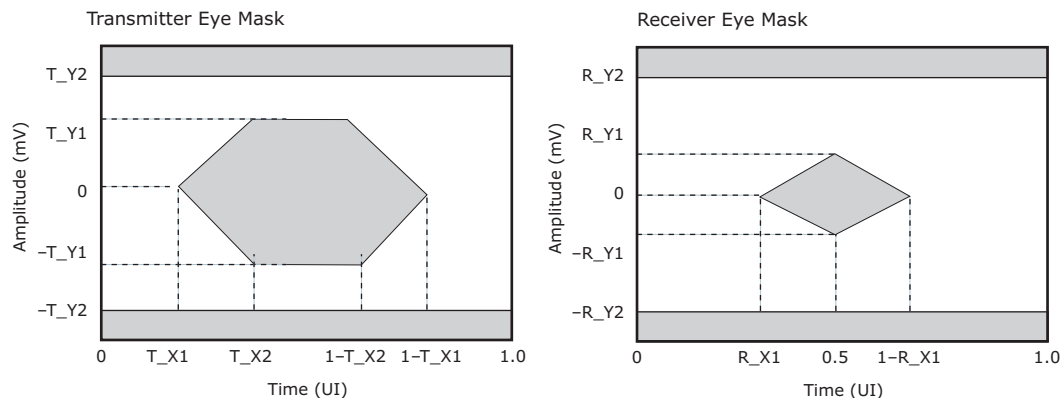 Transmitter Eye Mask
T_Y2
T_Y1
0
–T_Y1
–T_Y2
Amplitude (mV)
0
T_X1
T_X2
1–T_X2
1–T_X1
1.0
Time (UI)
Receiver Eye Mask
R_Y2
R_Y1
0
–R_Y1
–R_Y2
Amplitude (mV)
0
R_X1
0.5
1–R_X1
1.0
Time (UI)